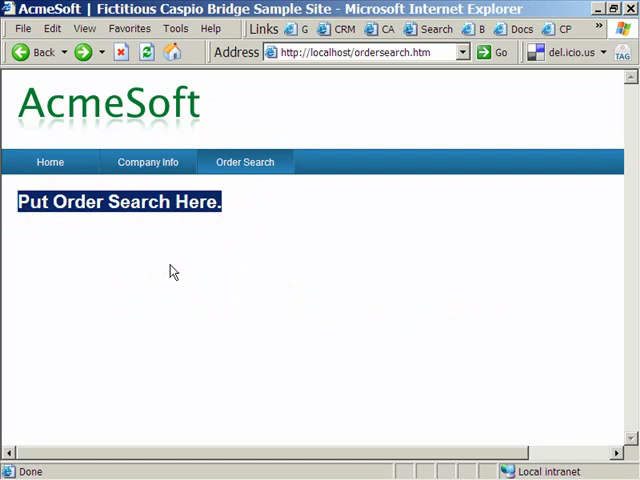 AcmeSoft | Fictitious Caspio Bridge Sample Site - Microsoft Internet Explorer
File Edit View Favorites Tools Help Links G CRM CA Search B Docs CP »
Back Address http://localhost/ordersearch.htm Go del.icio.us TAG
AcmeSoft
Home Company Info Order Search
Put Order Search Here.
Done Local intranet